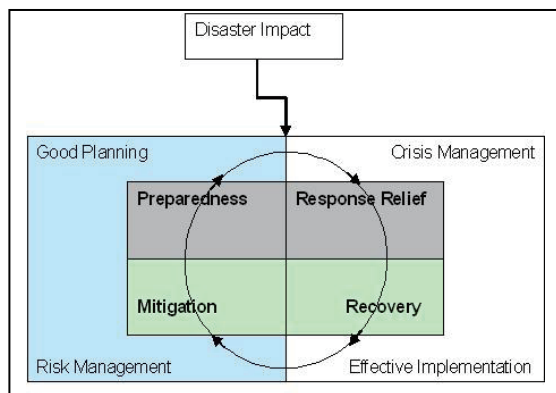 Disaster Impact
Good Planning
Crisis Management
Preparedness
Response Relief
Mitigation
Recovery
Risk Management
Effective Implementation